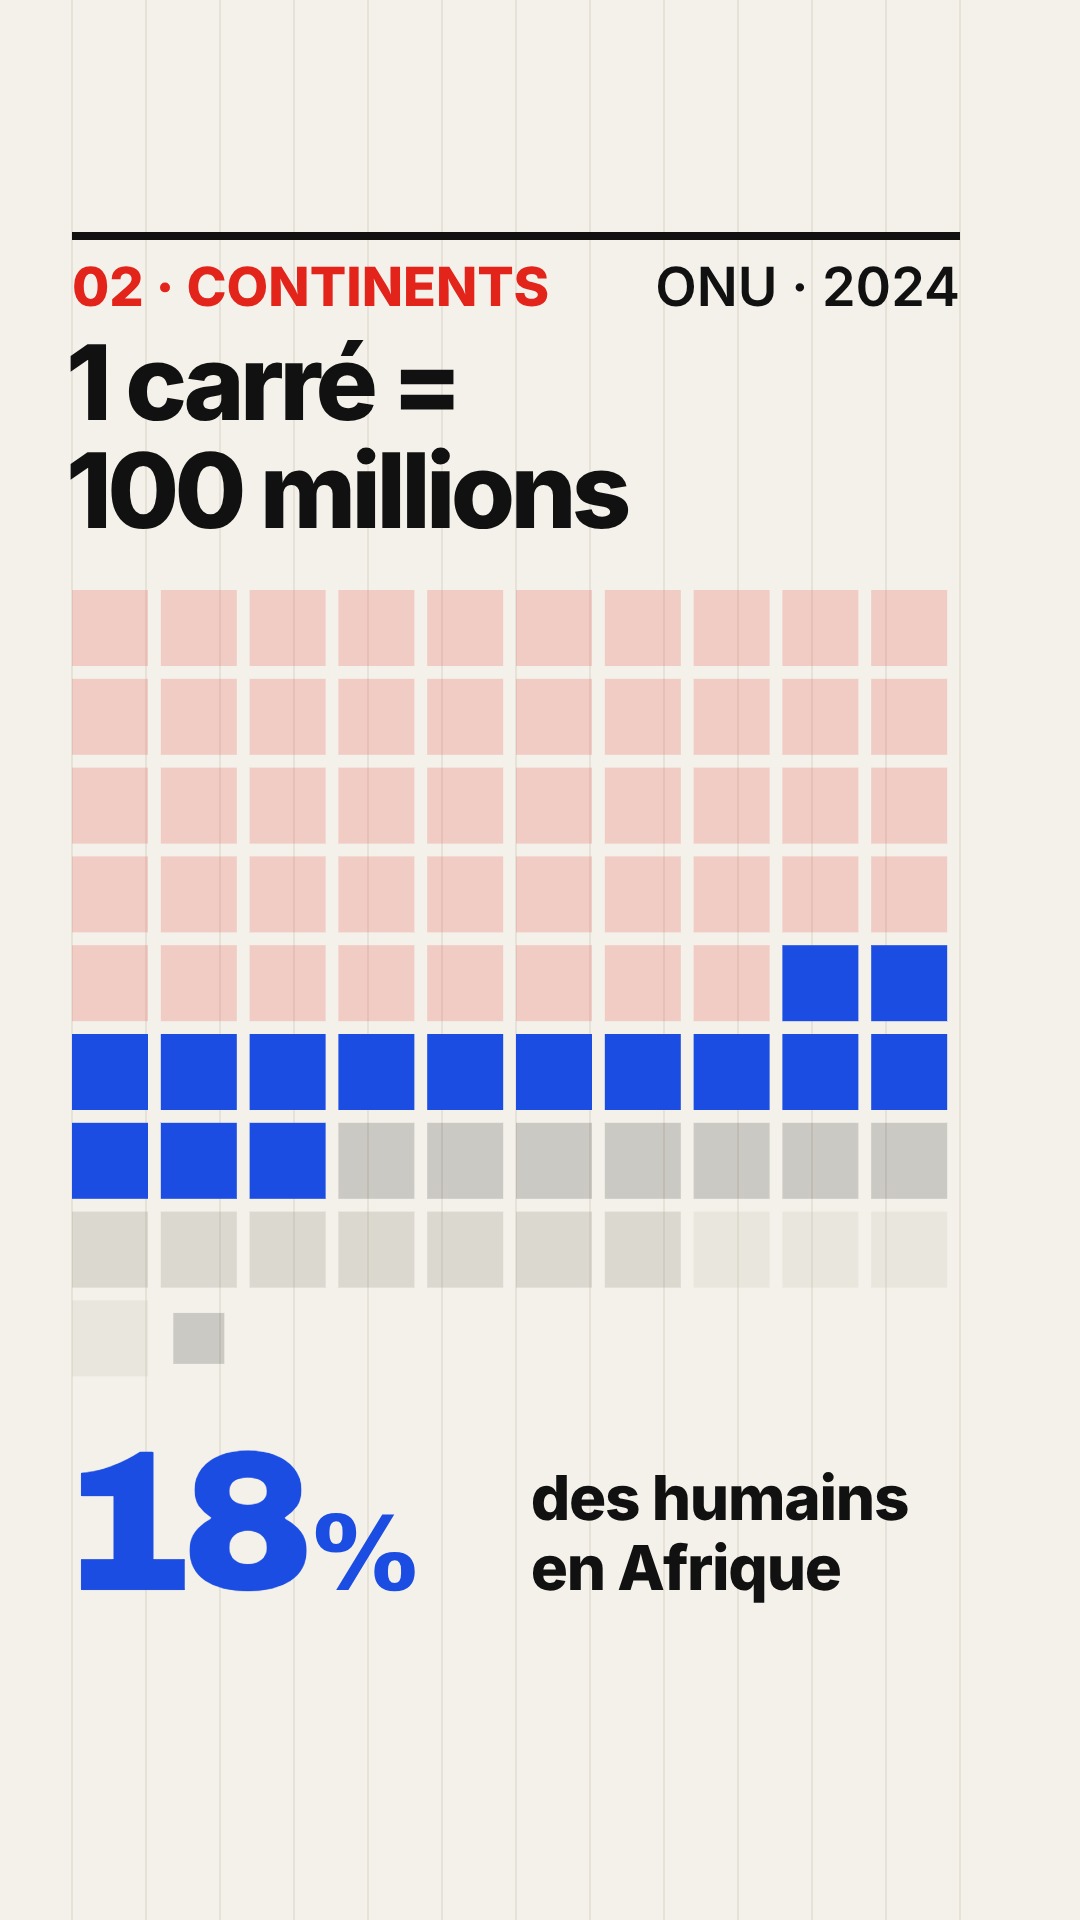 02 · CONTINENTS ONU · 2024
1 carré =
100 millions
18% des humains
en Afrique